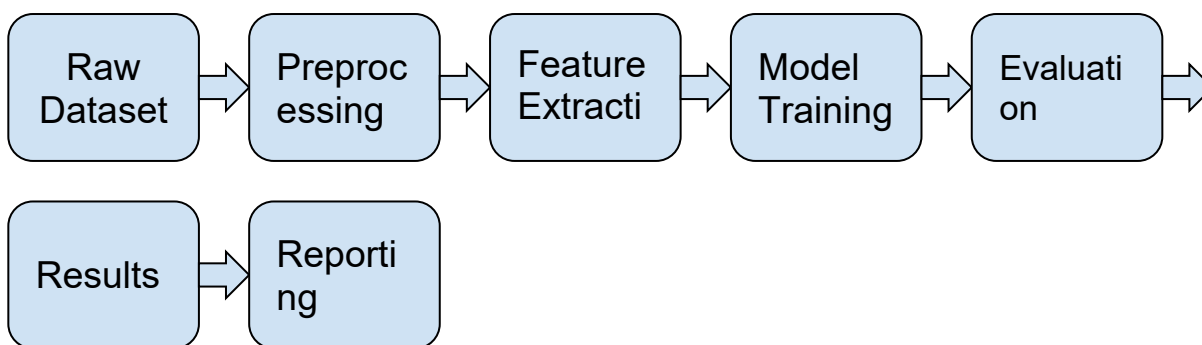 Raw
Dataset
Preproc
essing
Feature
Extracti
Model
Training
Evaluati
on
Results
Reporti
ng